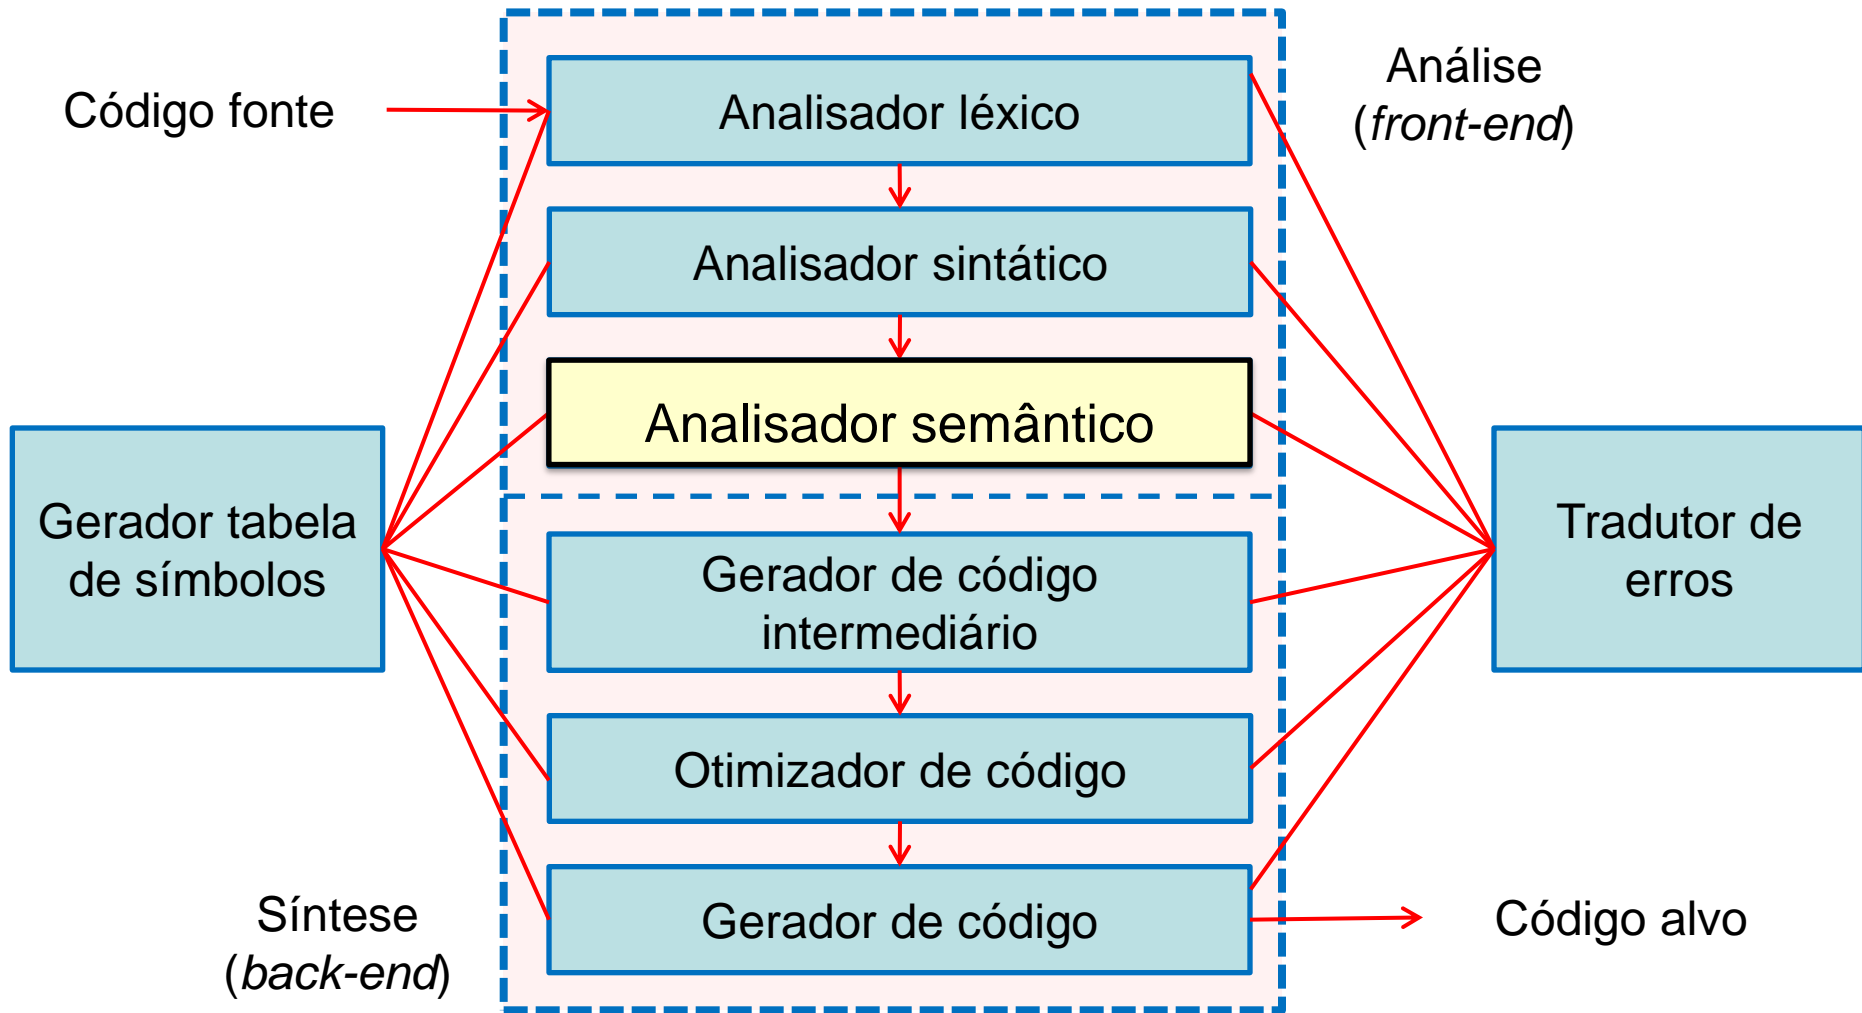 Código fonte
Analisador léxico
Análise
(front-end)
Analisador sintático
Analisador semântico
Gerador tabela
de símbolos
Tradutor de
erros
Gerador de código
intermediário
Otimizador de código
Gerador de código
Síntese
(back-end)
Código alvo